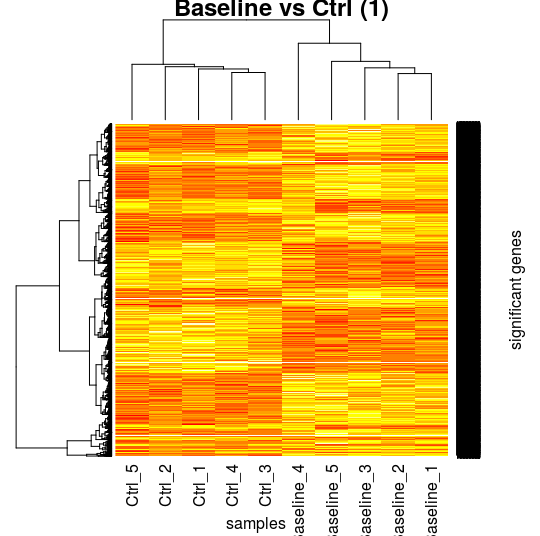 Baseline vs Ctrl (1)
significant genes
Ctrl_5
Ctrl_2
Ctrl_1
Ctrl_4
Ctrl_3
Baseline_4
Baseline_5
Baseline_3
Baseline_2
Baseline_1
samples